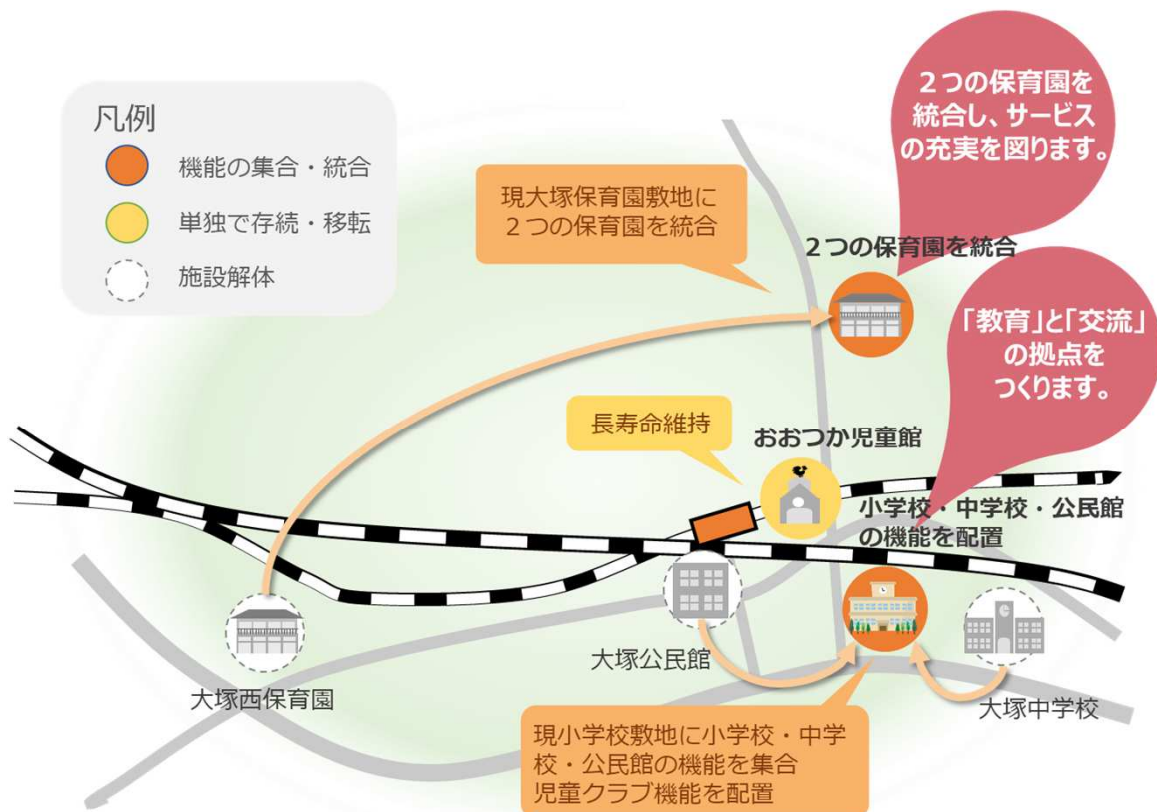 凡例
機能の集合・統合
単独で存続・移転
施設解体
２つの保育園を
統合し、サービス
の充実を図ります。
現大塚保育園敷地に
２つの保育園を統合
２つの保育園を統合
「教育」と「交流」
の拠点を
つくります。
長寿命維持
おおつか児童館
小学校・中学校・公民館
の機能を配置
大塚公民館
大塚西保育園
大塚中学校
現小学校敷地に小学校・中学
校・公民館の機能を集合
児童クラブ機能を配置